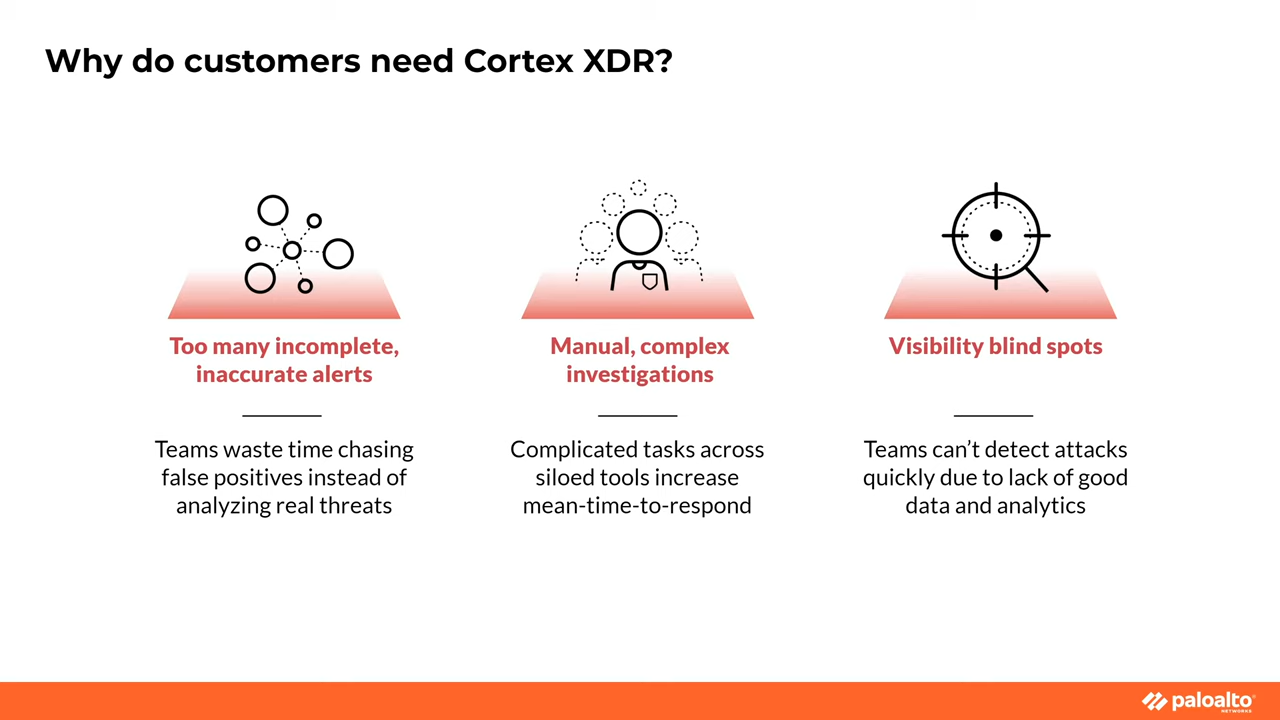 Why do customers need Cortex XDR?
Too many incomplete,
inaccurate alerts
Teams waste time chasing
false positives instead of
analyzing real threats
Manual, complex
investigations
Complicated tasks across
siloed tools increase
mean-time-to-respond
Visibility blind spots
Teams can’t detect attacks
quickly due to lack of good
data and analytics
paloalto
NETWORKS